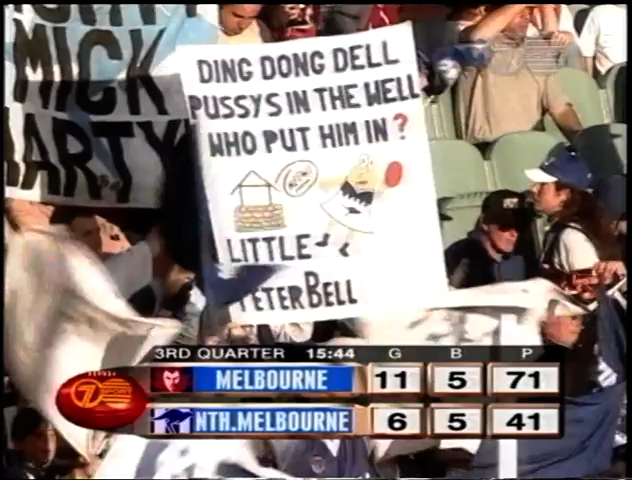 MICK
ARTY
DING DONG DELL
PUSSYS IN THE WELL
WHO PUT HIM IN ?
LITTLE
PETER BELL
3RD QUARTER 15:44 G B P
7 MELBOURNE 11 5 71
NTH.MELBOURNE 6 5 41